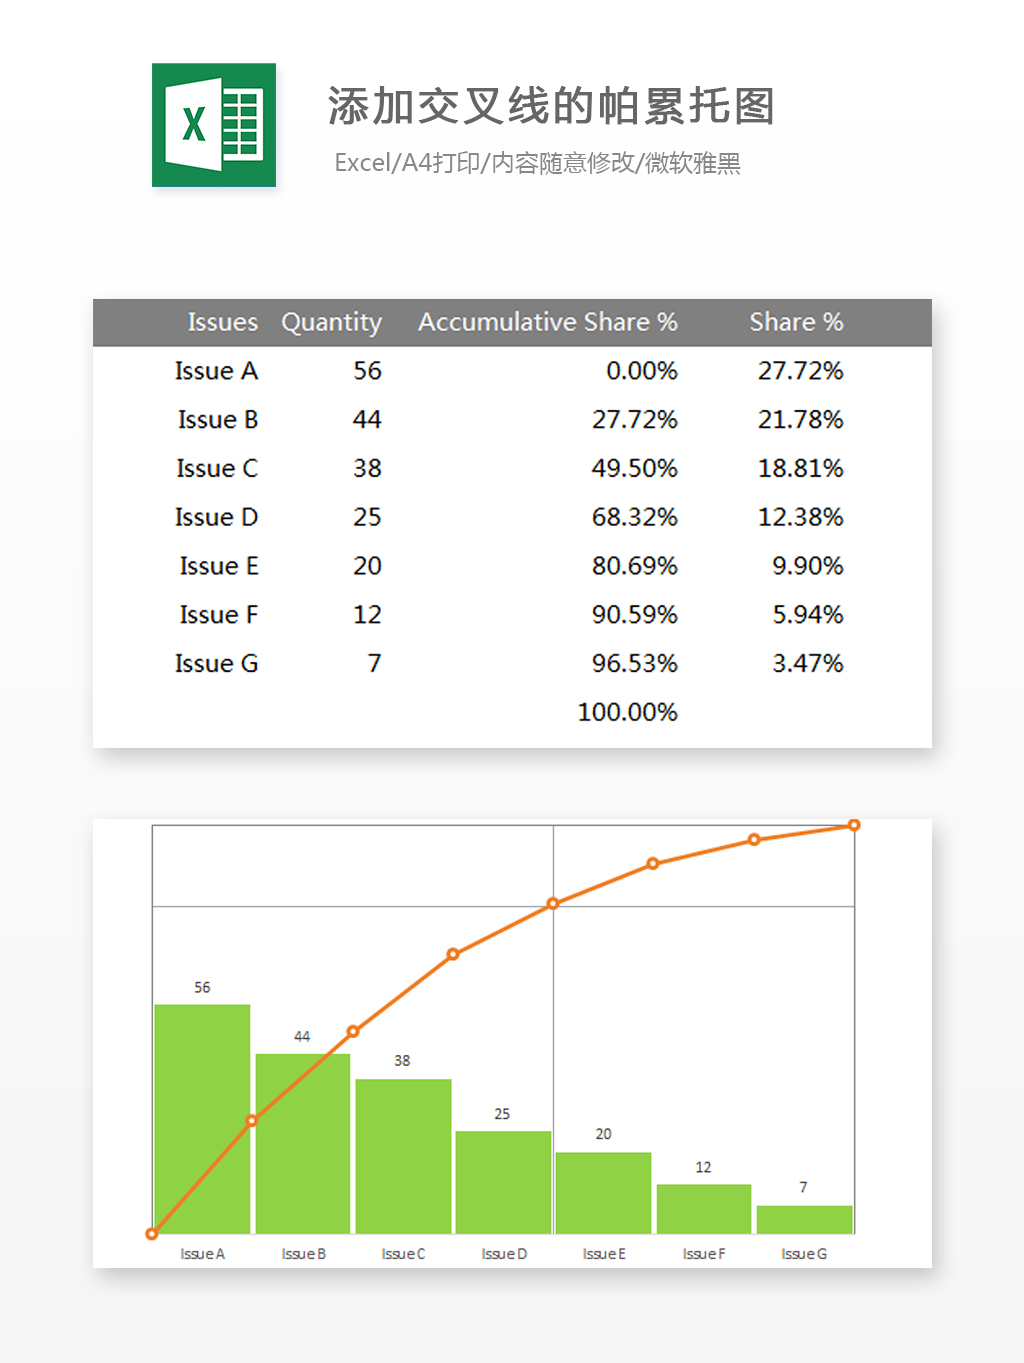 添加交叉线的帕累托图
Excel/A4打印/内容随意修改/微软雅黑
X
Issues Quantity Accumulative Share % Share %
Issue A 56 0.00% 27.72%
Issue B 44 27.72% 21.78%
Issue C 38 49.50% 18.81%
Issue D 25 68.32% 12.38%
Issue E 20 80.69% 9.90%
Issue F 12 90.59% 5.94%
Issue G 7 96.53% 3.47%
100.00%
56
44
38
25
20
12
7
Issue A Issue B Issue C Issue D Issue E Issue F Issue G